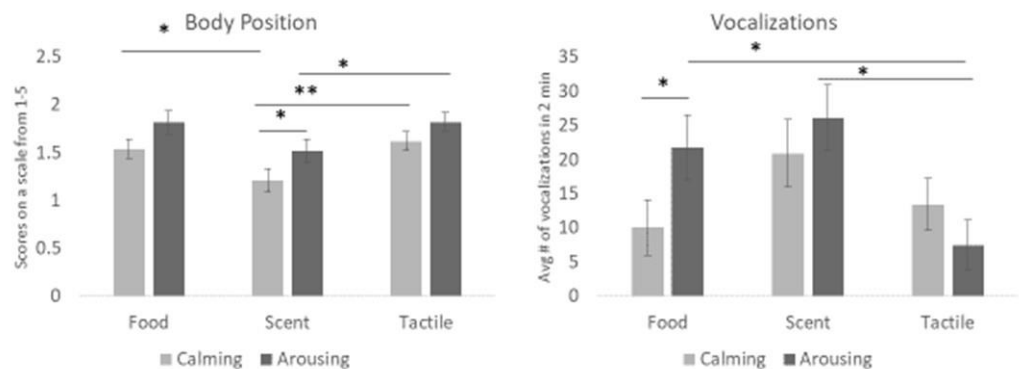 Body Position
Scores on a scale from 1-5
2.5
2
1.5
1
0.5
0
*
*
**
*
Food Scent Tactile
Calming Arousing
Vocalizations
Avg # of vocalizations in 2 min
35
30
25
20
15
10
5
0
*
*
*
Food Scent Tactile
Calming Arousing